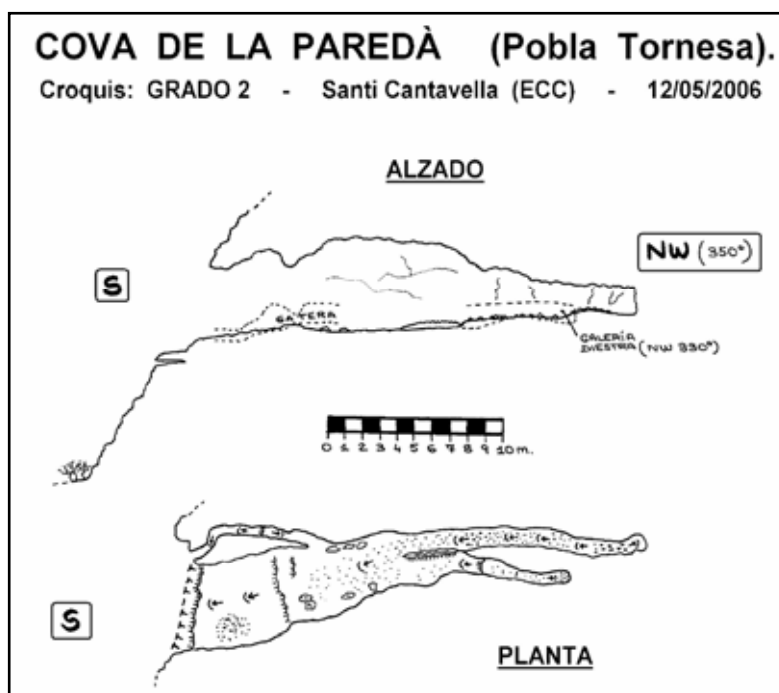 COVA DE LA PAREDÀ (Pobla Tornesa).
Croquis: GRADO 2 - Santi Cantavella (ECC) - 12/05/2006
ALZADO
S
NW (350°)
GATERA
GALERÍA
DIESTRA (NW 330°)
0 1 2 3 4 5 6 7 8 9 10 m.
S
PLANTA